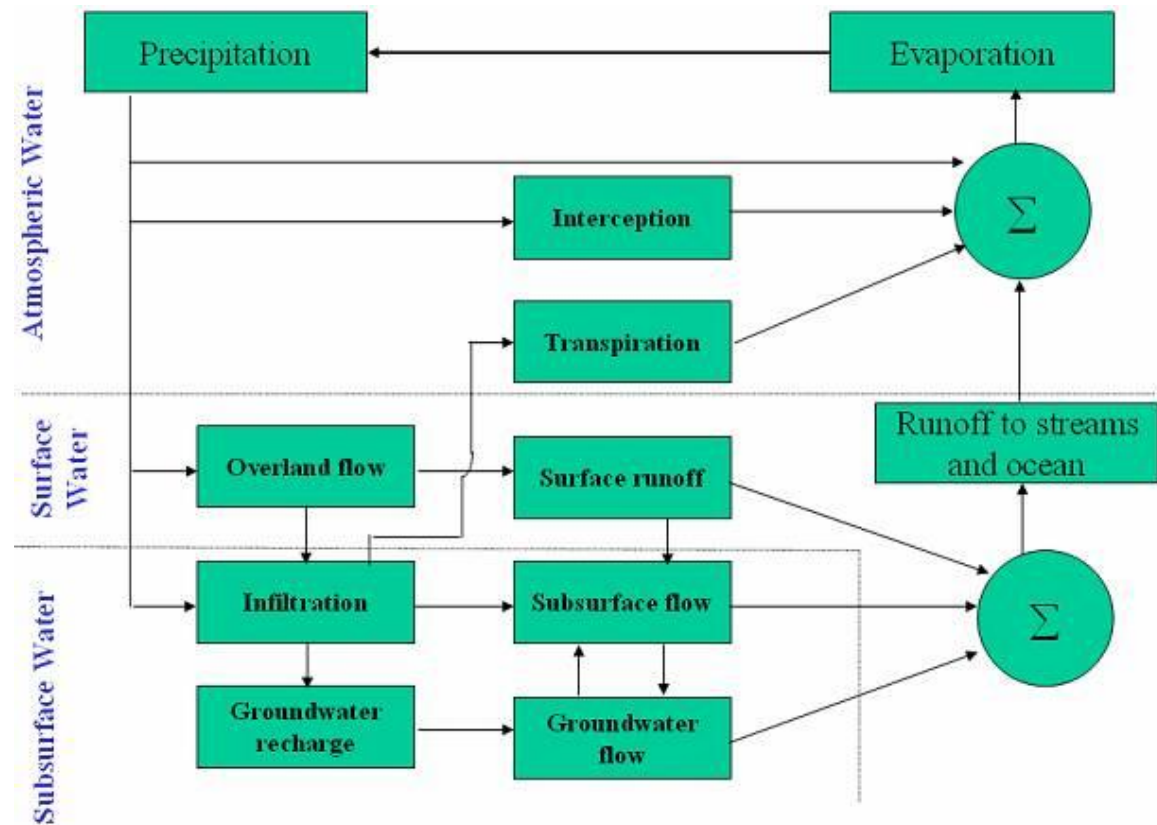 Precipitation
Evaporation
Atmospheric Water
Σ
Interception
Transpiration
Surface
Water
Overland flow
Surface runoff
Runoff to streams
and ocean
Subsurface Water
Infiltration
Subsurface flow
Σ
Groundwater
recharge
Groundwater
flow